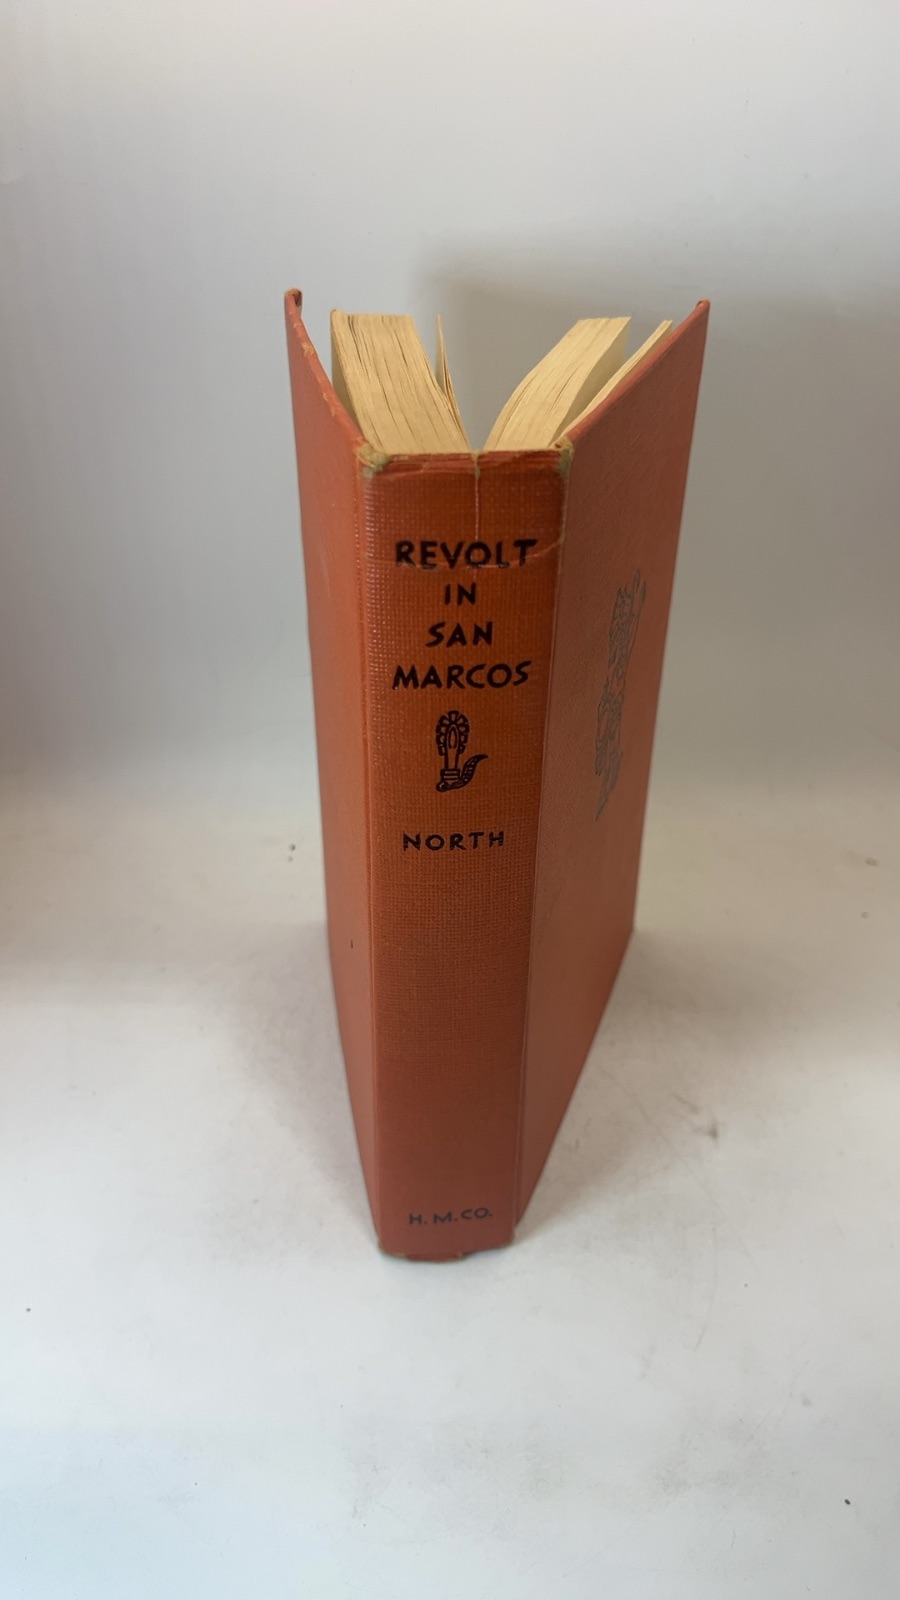 REVOLT
IN
SAN
MARCOS
NORTH
H. M. CO.